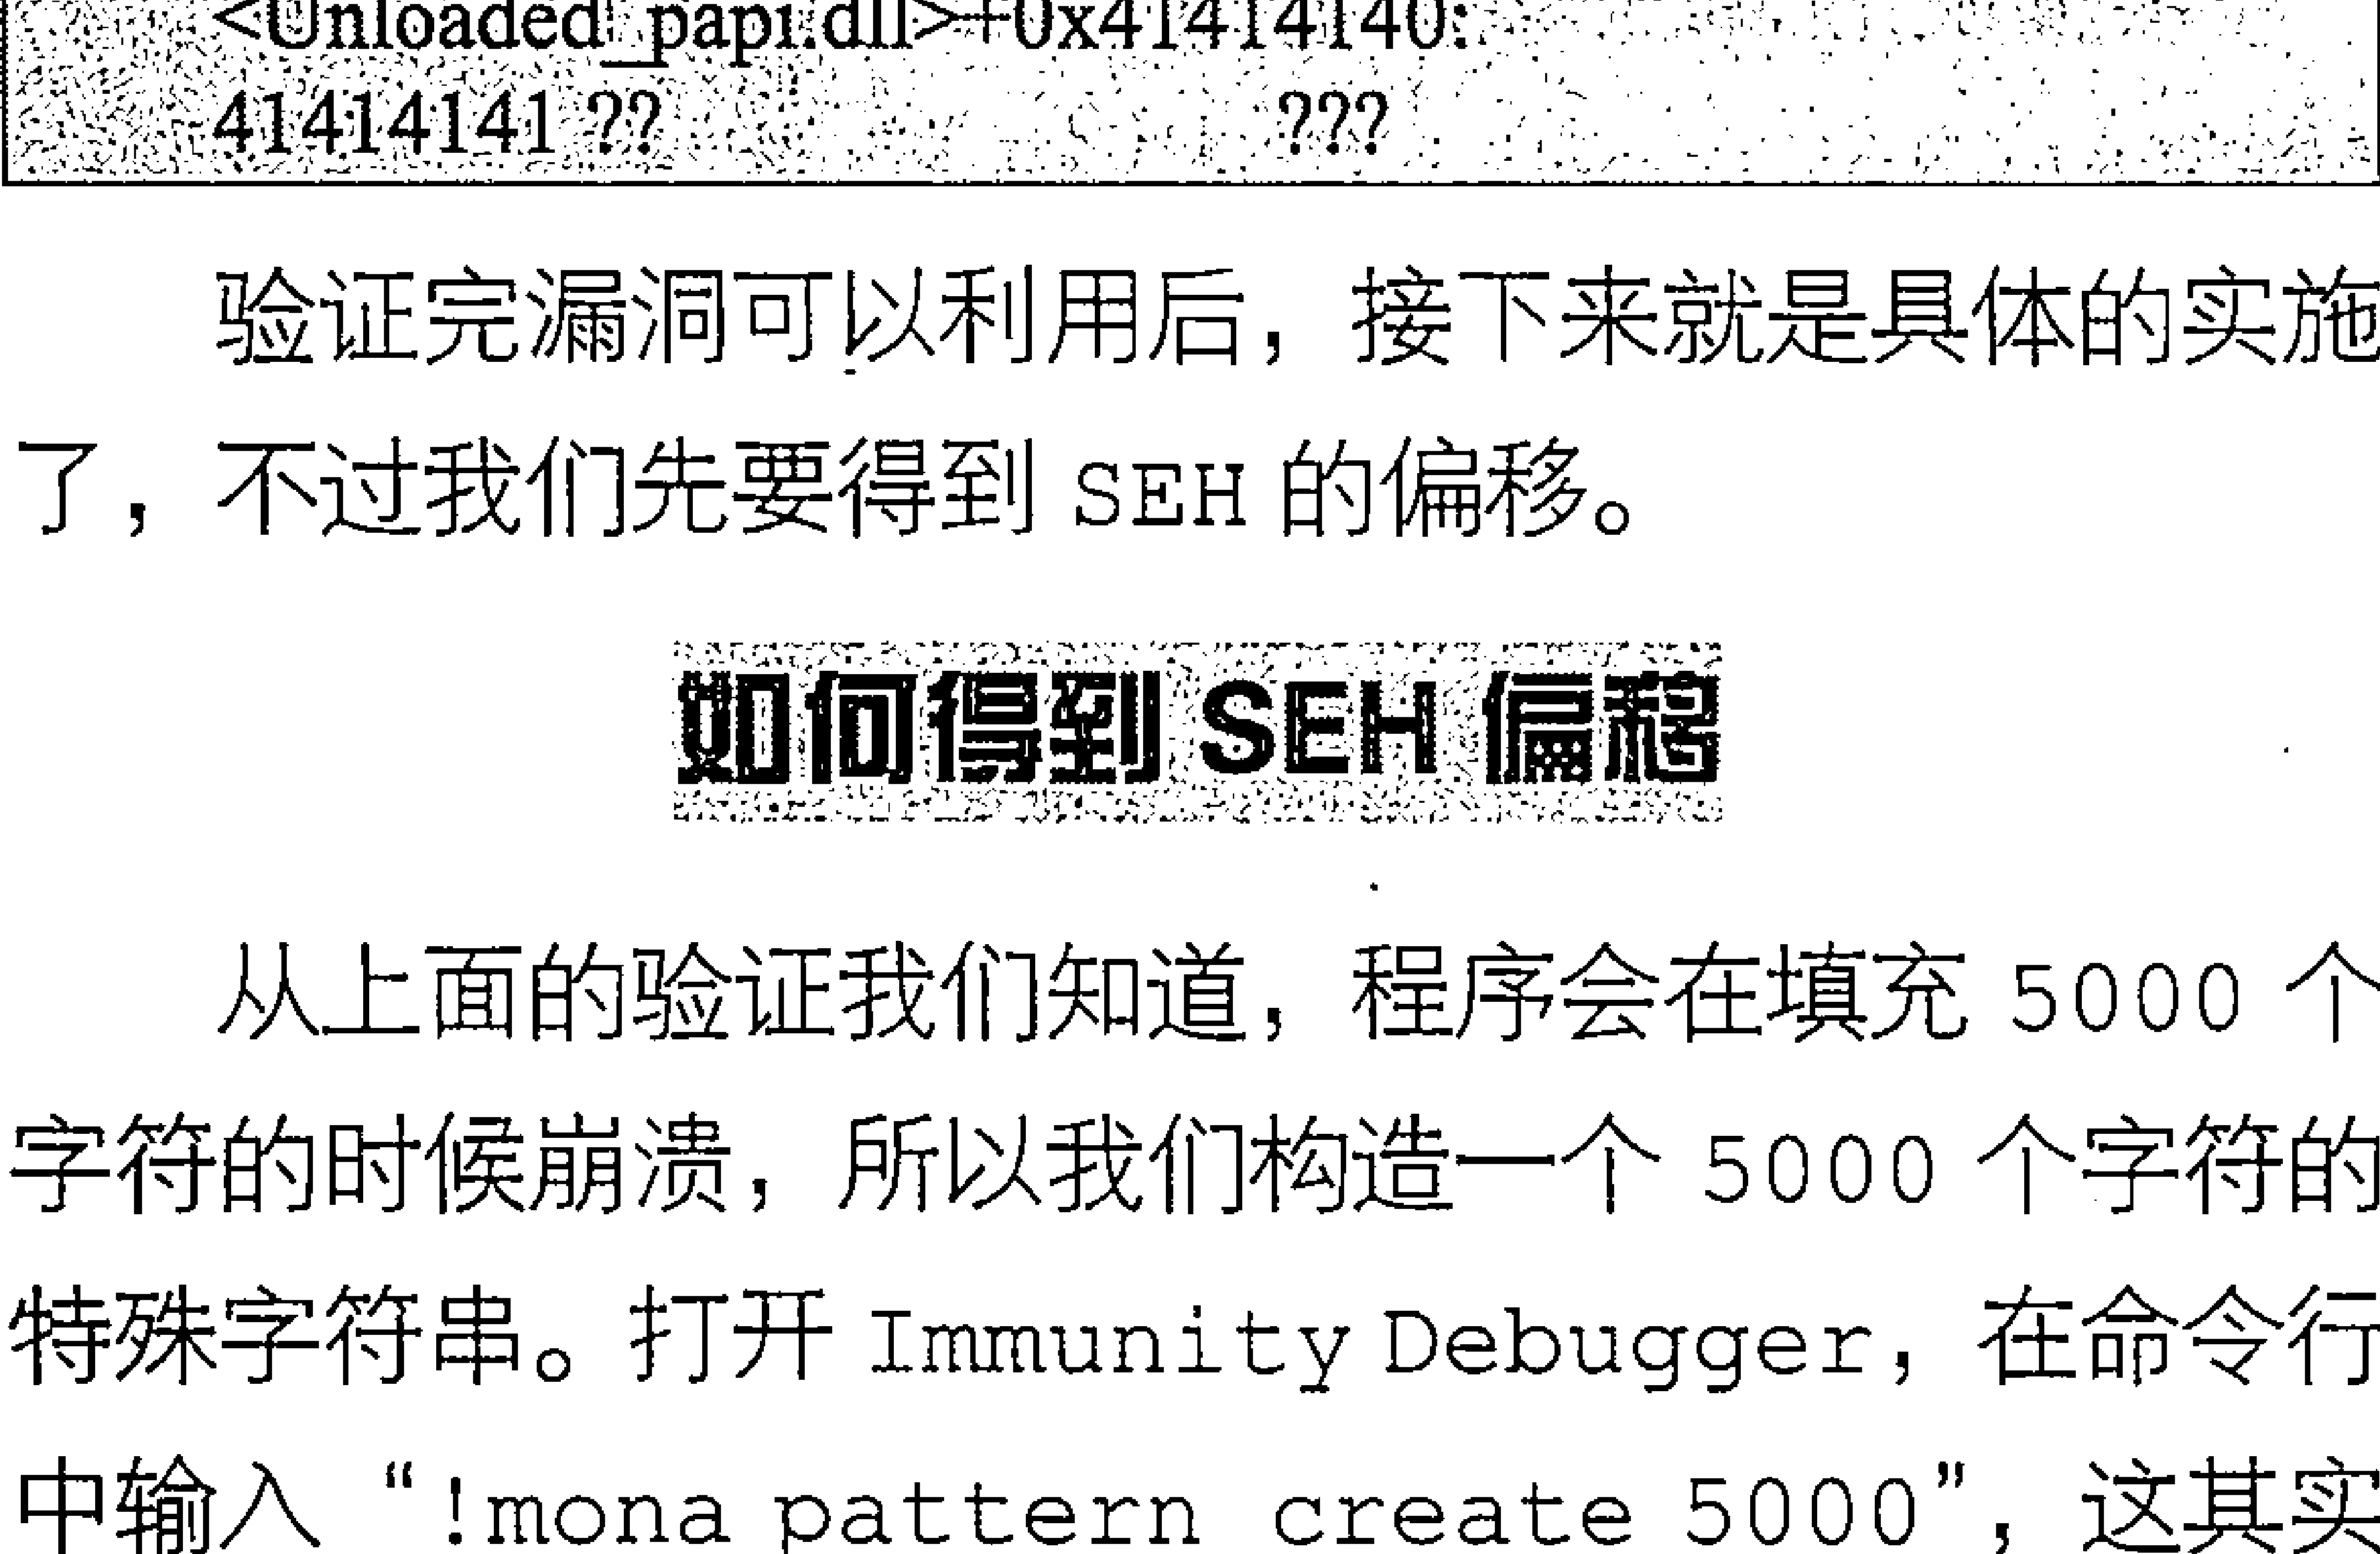 <Unloaded_papi.dll>+0x41414140:
41414141 ?? ???
验证完漏洞可以利用后，接下来就是具体的实施
了，不过我们先要得到 SEH 的偏移。
如何得到 SEH 偏移
从上面的验证我们知道，程序会在填充 5000 个
字符的时候崩溃，所以我们构造一个 5000 个字符的
特殊字符串。打开 Immunity Debugger，在命令行
中输入 “!mona pattern create 5000”，这其实